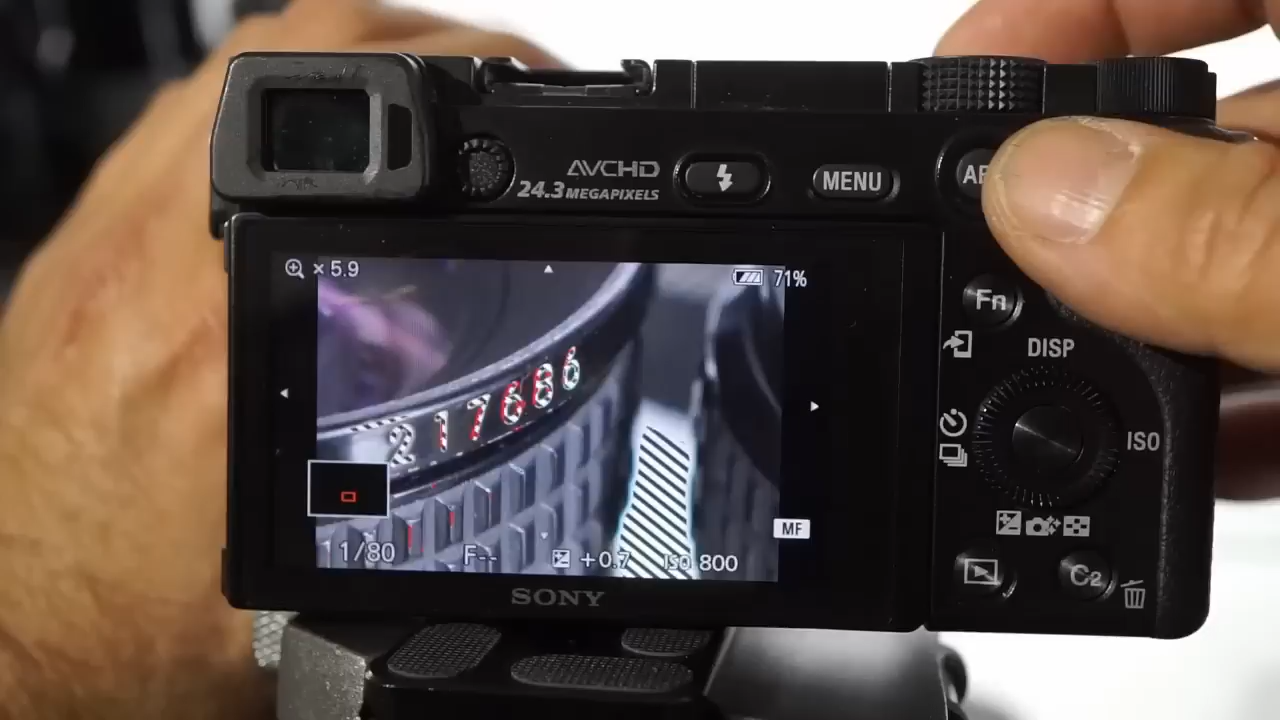 AVCHD
24.3 MEGAPIXELS
MENU
× 5.9
71%
Fn
DISP
217686
ISO
MF
1/80 F-- +0.7 ISO 800
C2
SONY